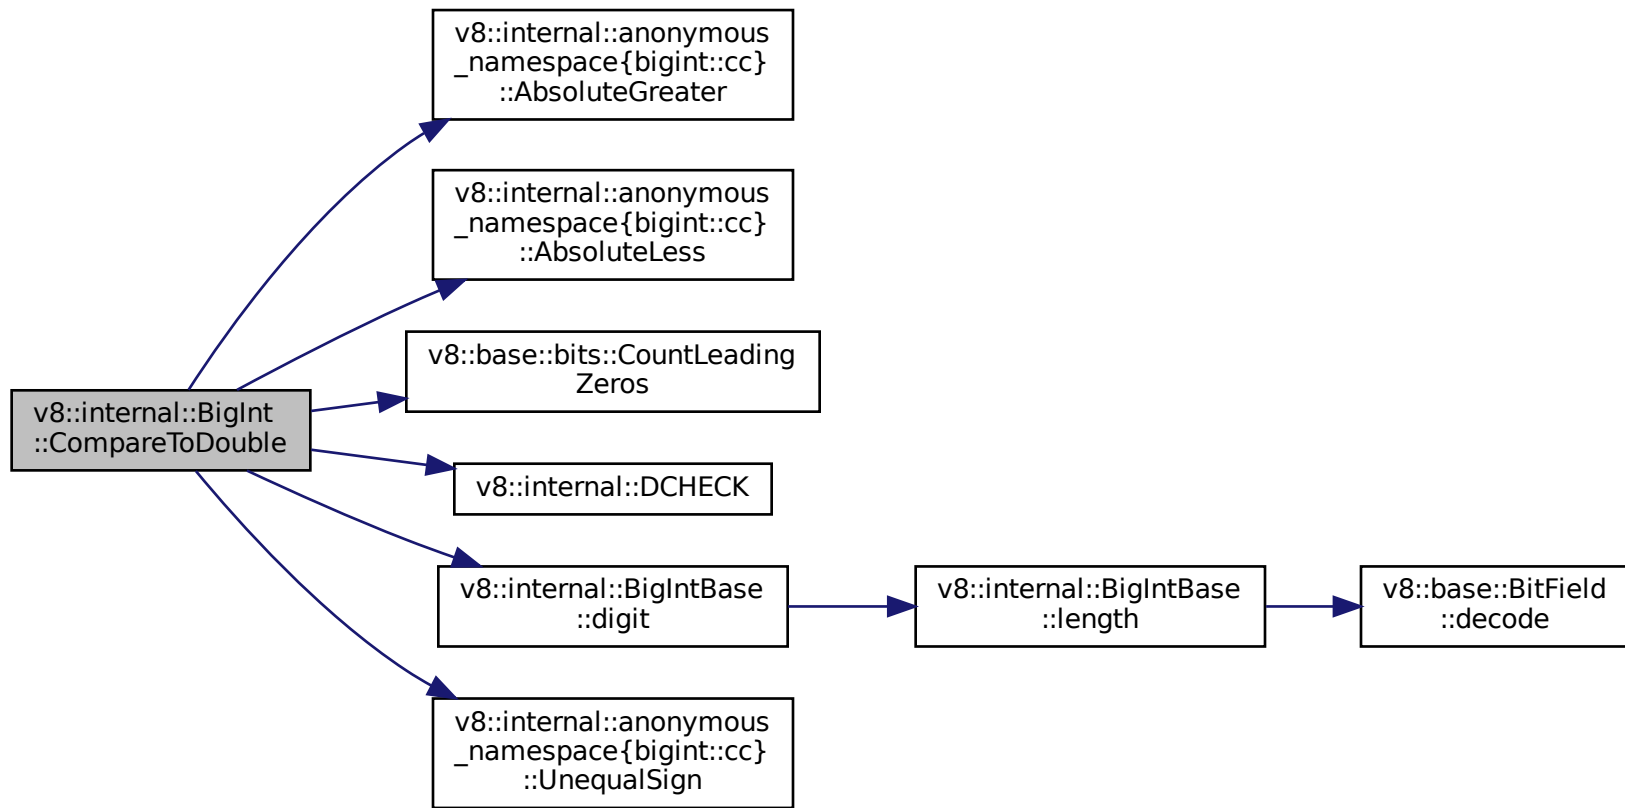 v8::internal::anonymous
_namespace{bigint::cc}
::AbsoluteGreater
v8::internal::anonymous
_namespace{bigint::cc}
::AbsoluteLess
v8::base::bits::CountLeading
Zeros
v8::internal::BigInt
::CompareToDouble
v8::internal::DCHECK
v8::internal::BigIntBase
::digit
v8::internal::BigIntBase
::length
v8::base::BitField
::decode
v8::internal::anonymous
_namespace{bigint::cc}
::UnequalSign